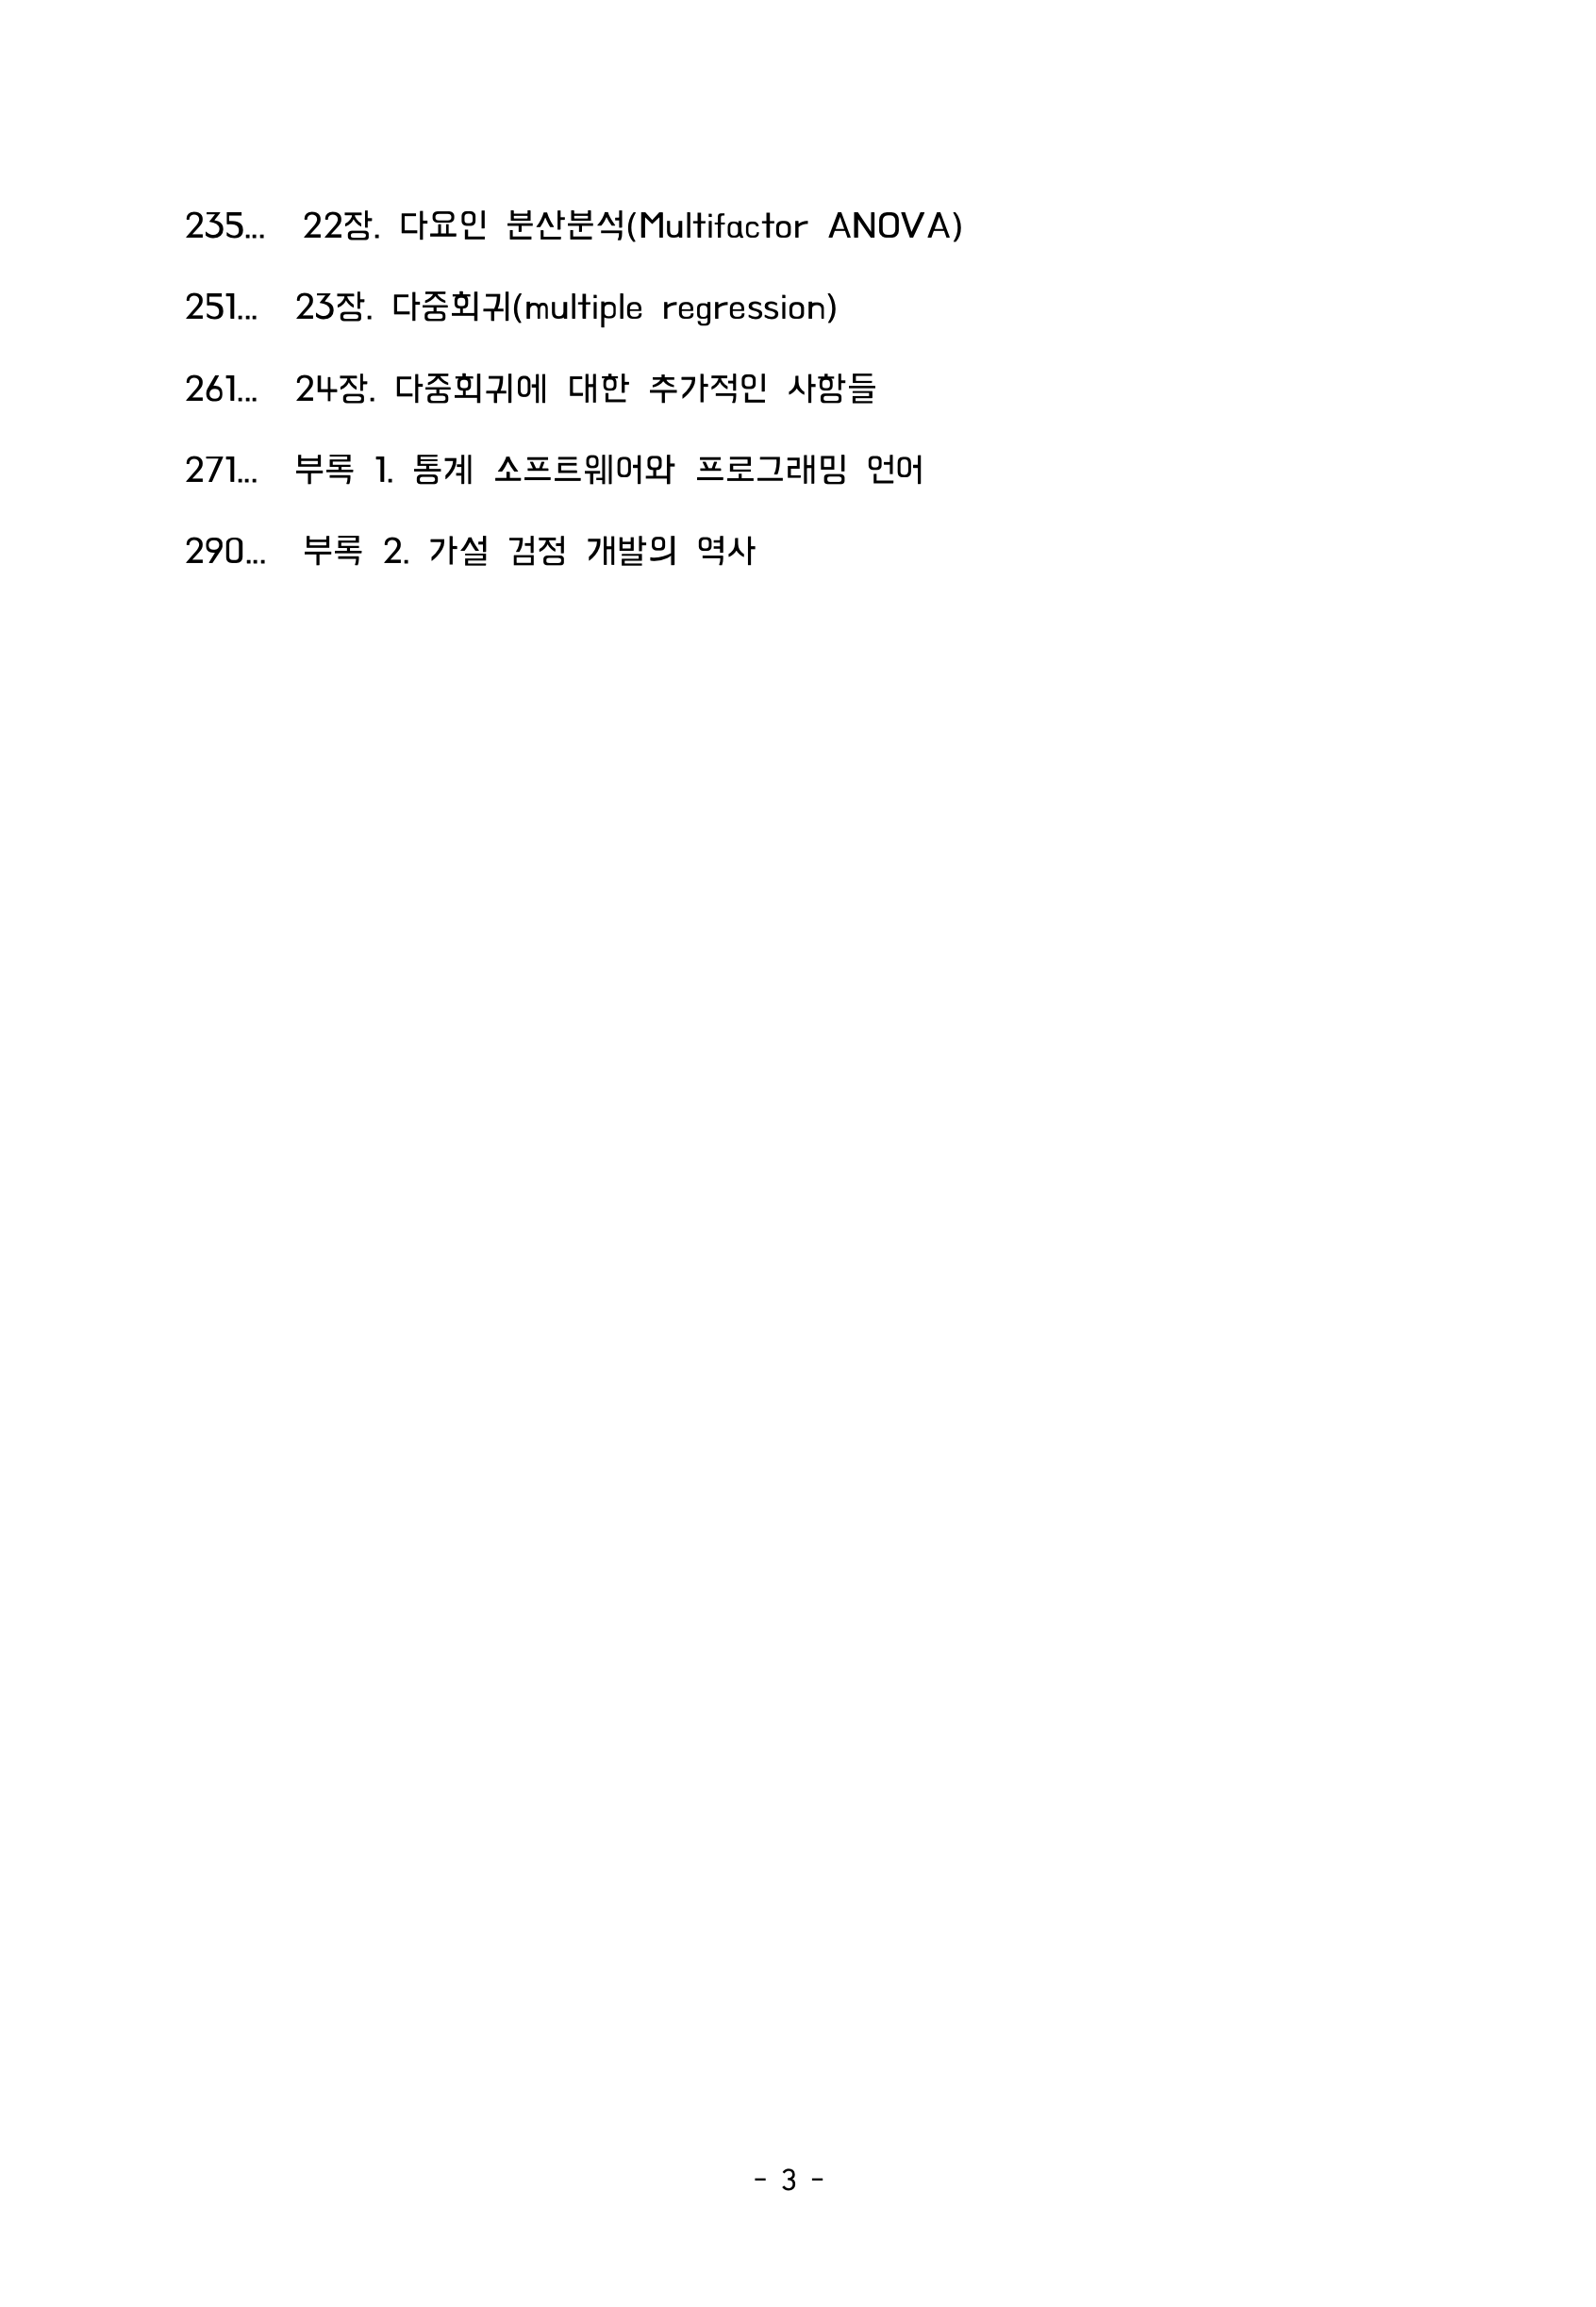 235... 22장. 다요인 분산분석(Multifactor ANOVA)
251... 23장. 다중회귀(multiple regression)
261... 24장. 다중회귀에 대한 추가적인 사항들
271... 부록 1. 통계 소프트웨어와 프로그래밍 언어
290... 부록 2. 가설 검정 개발의 역사
- 3 -